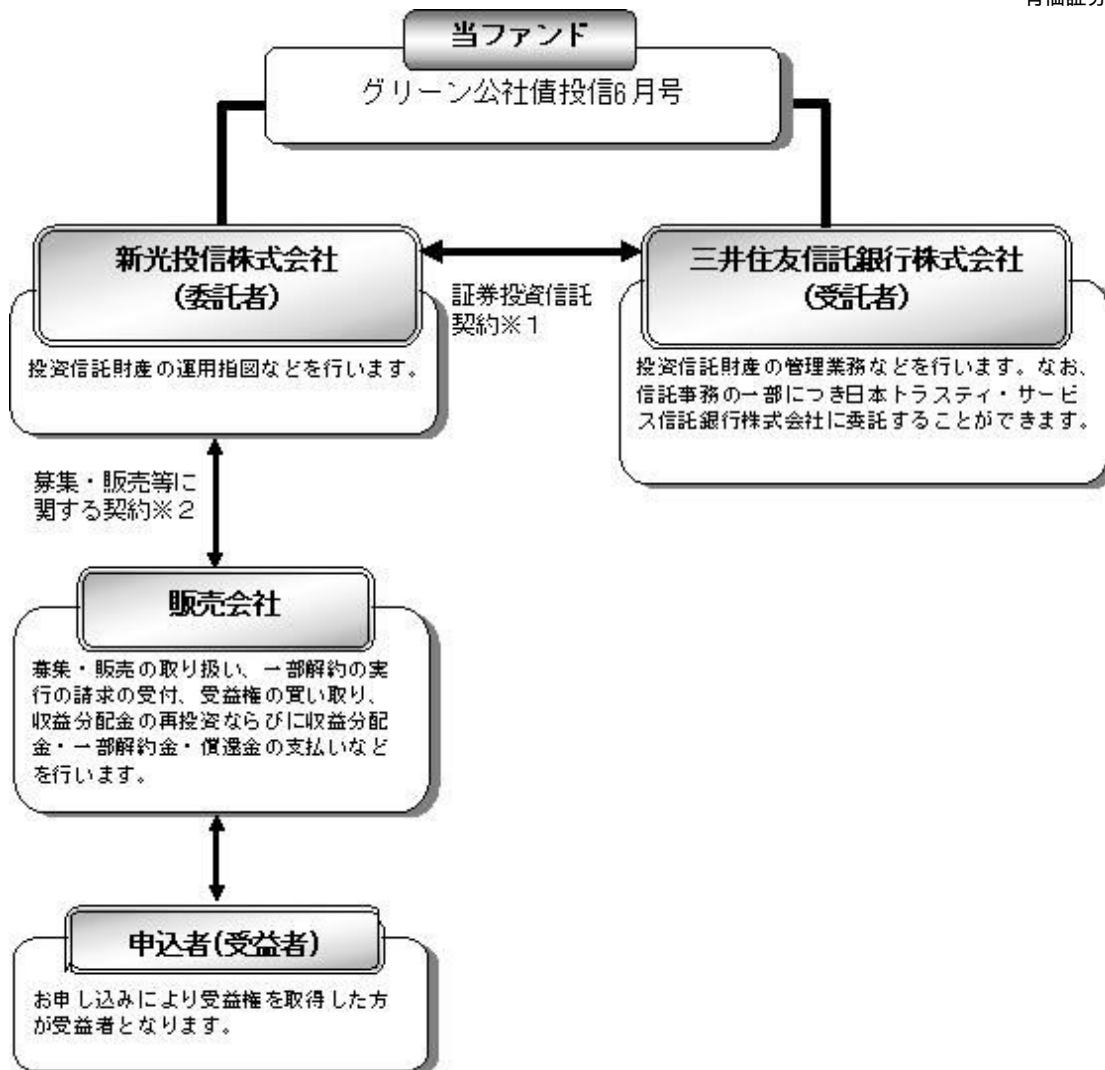 当ファンド
グリーン公社債投信6月号
新光投信株式会社
(委託者)
投資信託財産の運用指図などを行います。
証券投資信託
契約※1
三井住友信託銀行株式会社
(受託者)
投資信託財産の管理業務などを行います。なお、
信託事務の一部につき日本トラスティ・サービ
ス信託銀行株式会社に委託することができます。
募集・販売等に
関する契約※2
販売会社
募集・販売の取り扱い、一部解約の実
行の請求の受付、受益権の買い取り、
収益分配金の再投資ならびに収益分配
金・一部解約金・償還金の支払いなど
を行います。
申込者(受益者)
お申し込みにより受益権を取得した方
が受益者となります。